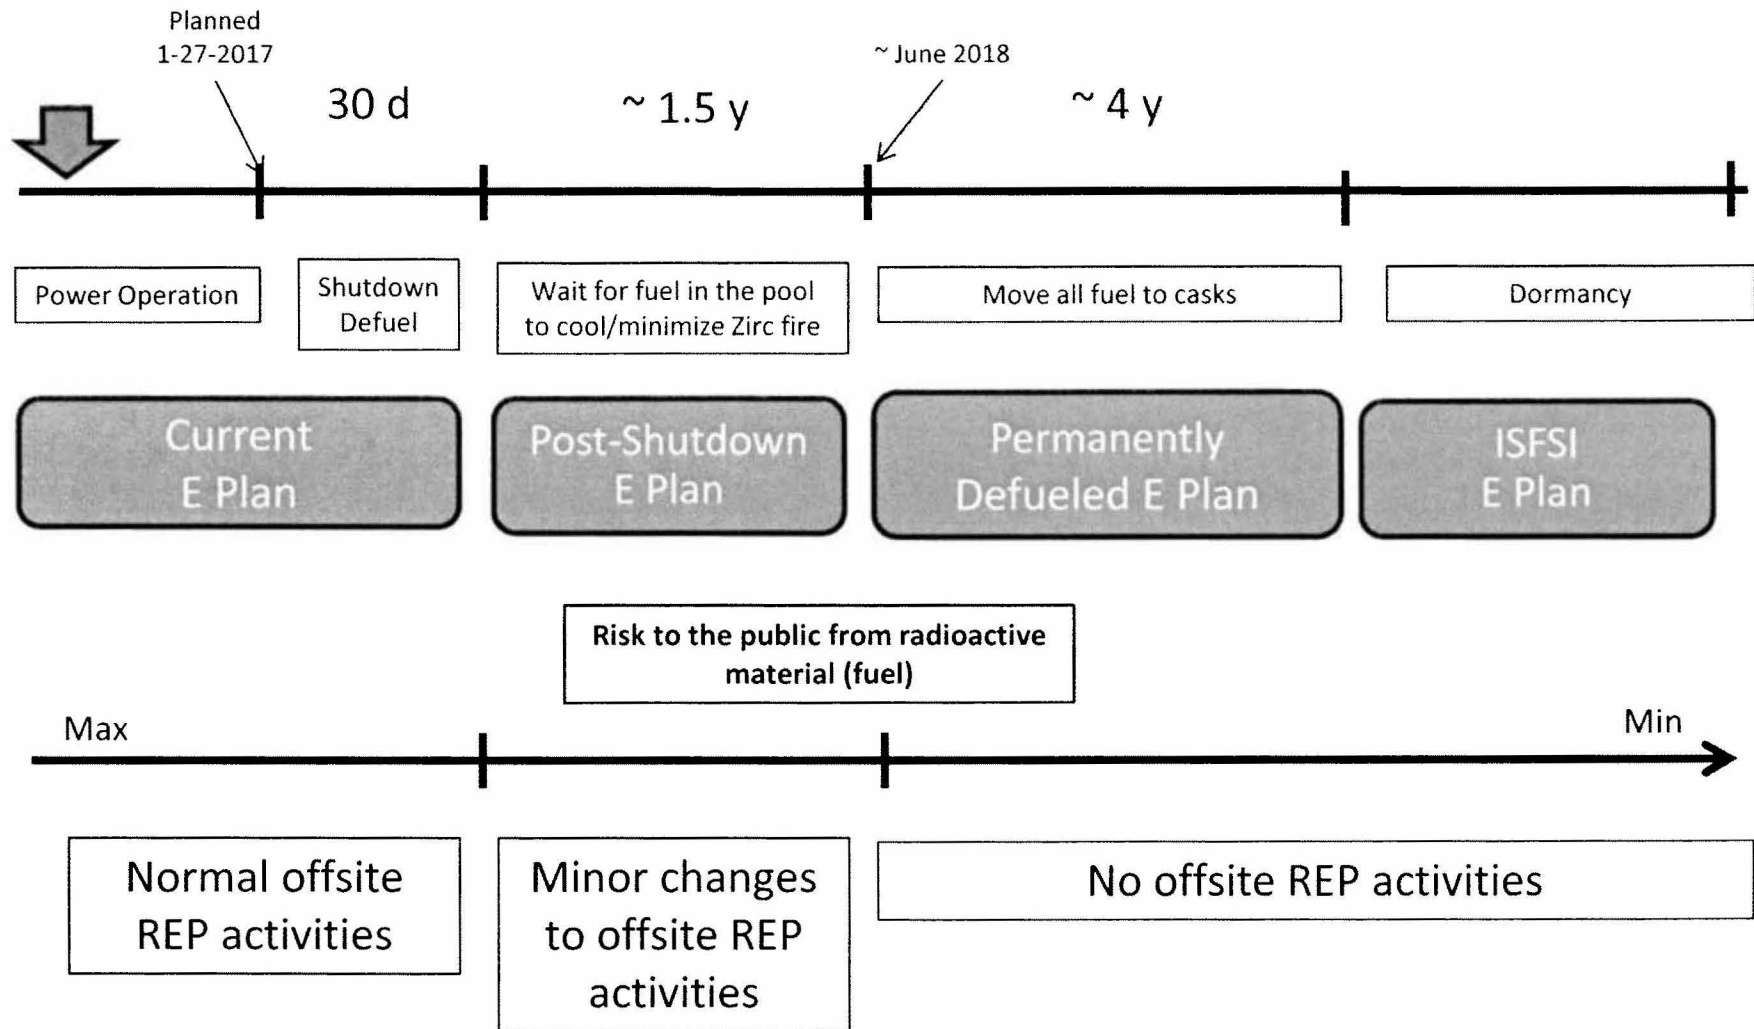 Planned
1-27-2017
30 d
~ 1.5 y
~ June 2018
~ 4 y
Power Operation
Shutdown
Defuel
Wait for fuel in the pool
to cool/minimize Zirc fire
Move all fuel to casks
Dormancy
Current
E Plan
Post-Shutdown
E Plan
Permanently
Defueled E Plan
ISFSI
E Plan
Risk to the public from radioactive
material (fuel)
Max
Min
Normal offsite
REP activities
Minor changes
to offsite REP
activities
No offsite REP activities